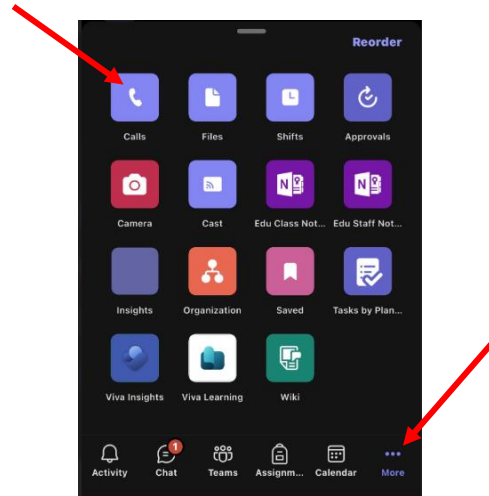 Reorder
Calls Files Shifts Approvals
Camera Cast Edu Class Not... Edu Staff Not...
Insights Organization Saved Tasks by Plan...
Viva Insights Viva Learning Wiki
1
Activity Chat Teams Assignm... Calendar More